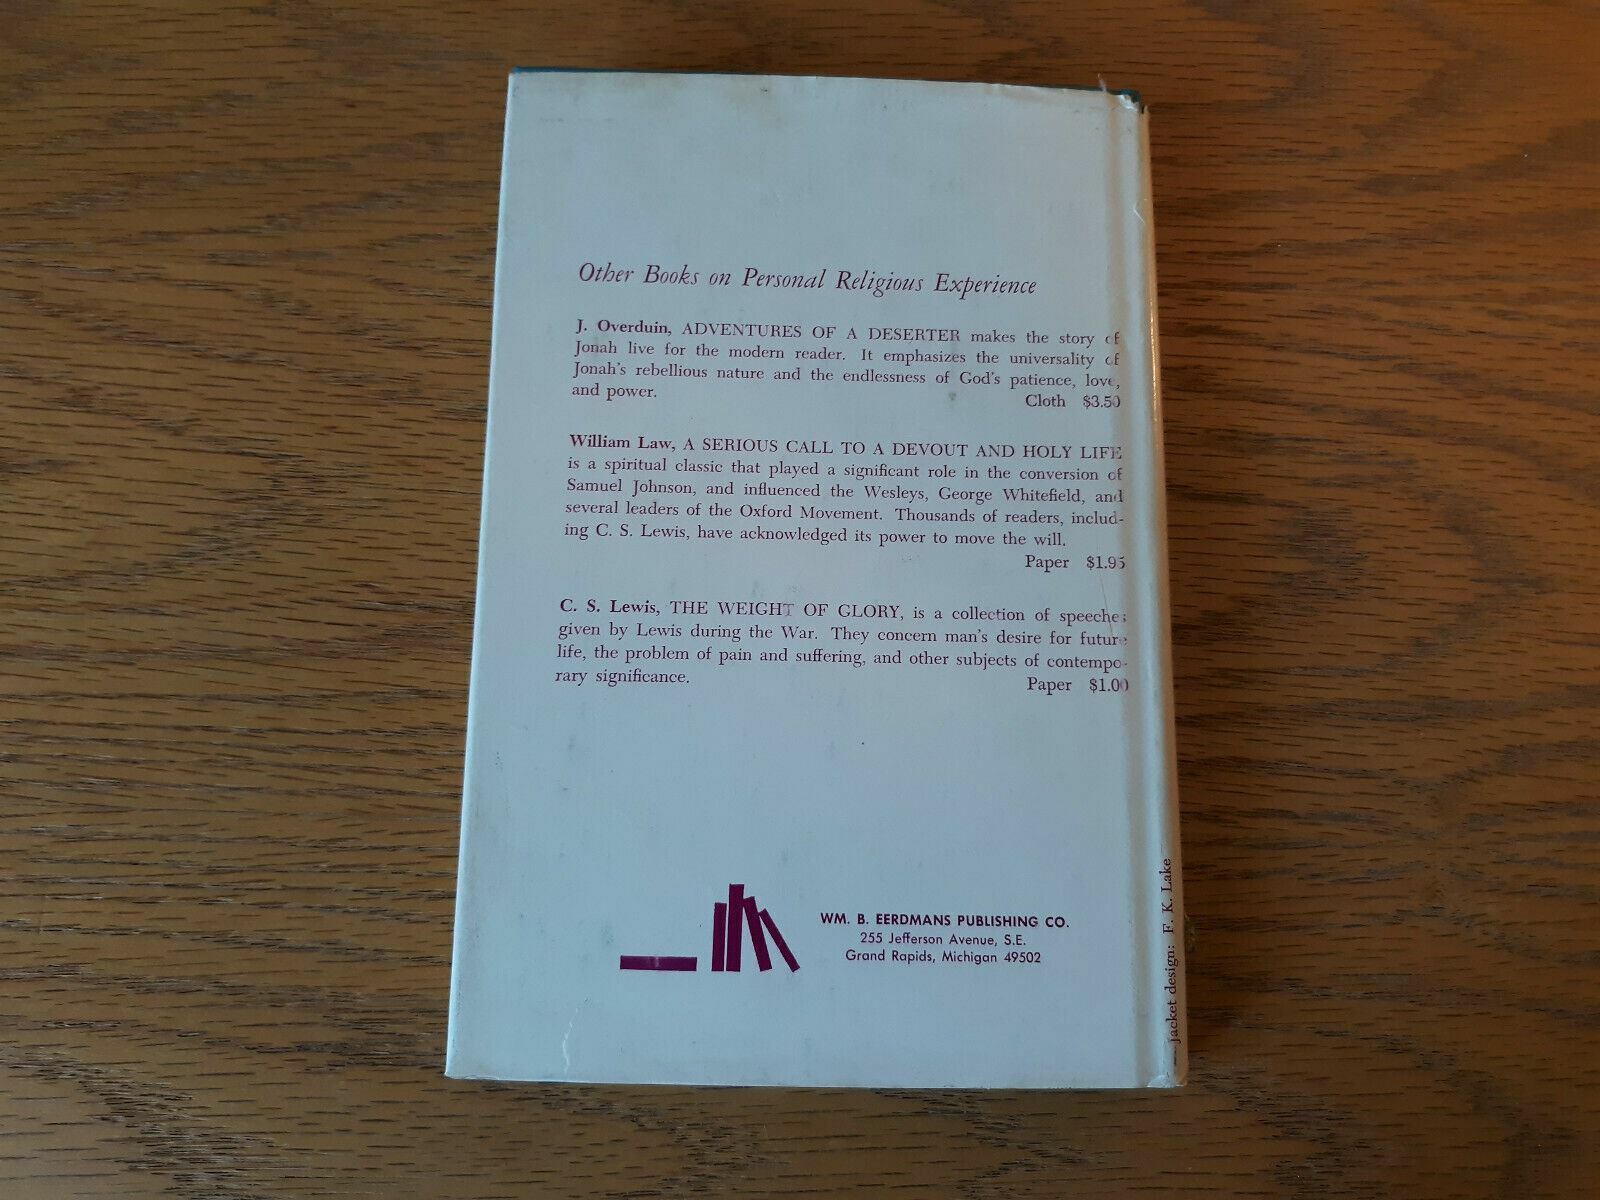 Other Books on Personal Religious Experience
J. Overduin, ADVENTURES OF A DESERTER makes the story of
Jonah live for the modern reader. It emphasizes the universality of
Jonah's rebellious nature and the endlessness of God's patience, love,
and power.
Cloth $3.50
William Law, A SERIOUS CALL TO A DEVOUT AND HOLY LIFE
is a spiritual classic that played a significant role in the conversion of
Samuel Johnson, and influenced the Wesleys, George Whitefield, and
several leaders of the Oxford Movement. Thousands of readers, includ-
ing C. S. Lewis, have acknowledged its power to move the will.
Paper $1.95
C. S. Lewis, THE WEIGHT OF GLORY, is a collection of speeches
given by Lewis during the War. They concern man's desire for future
life, the problem of pain and suffering, and other subjects of contempo-
rary significance.
Paper $1.00
WM. B. EERDMANS PUBLISHING CO.
255 Jefferson Avenue, S.E.
Grand Rapids, Michigan 49502
jacket design: F. K. Lake